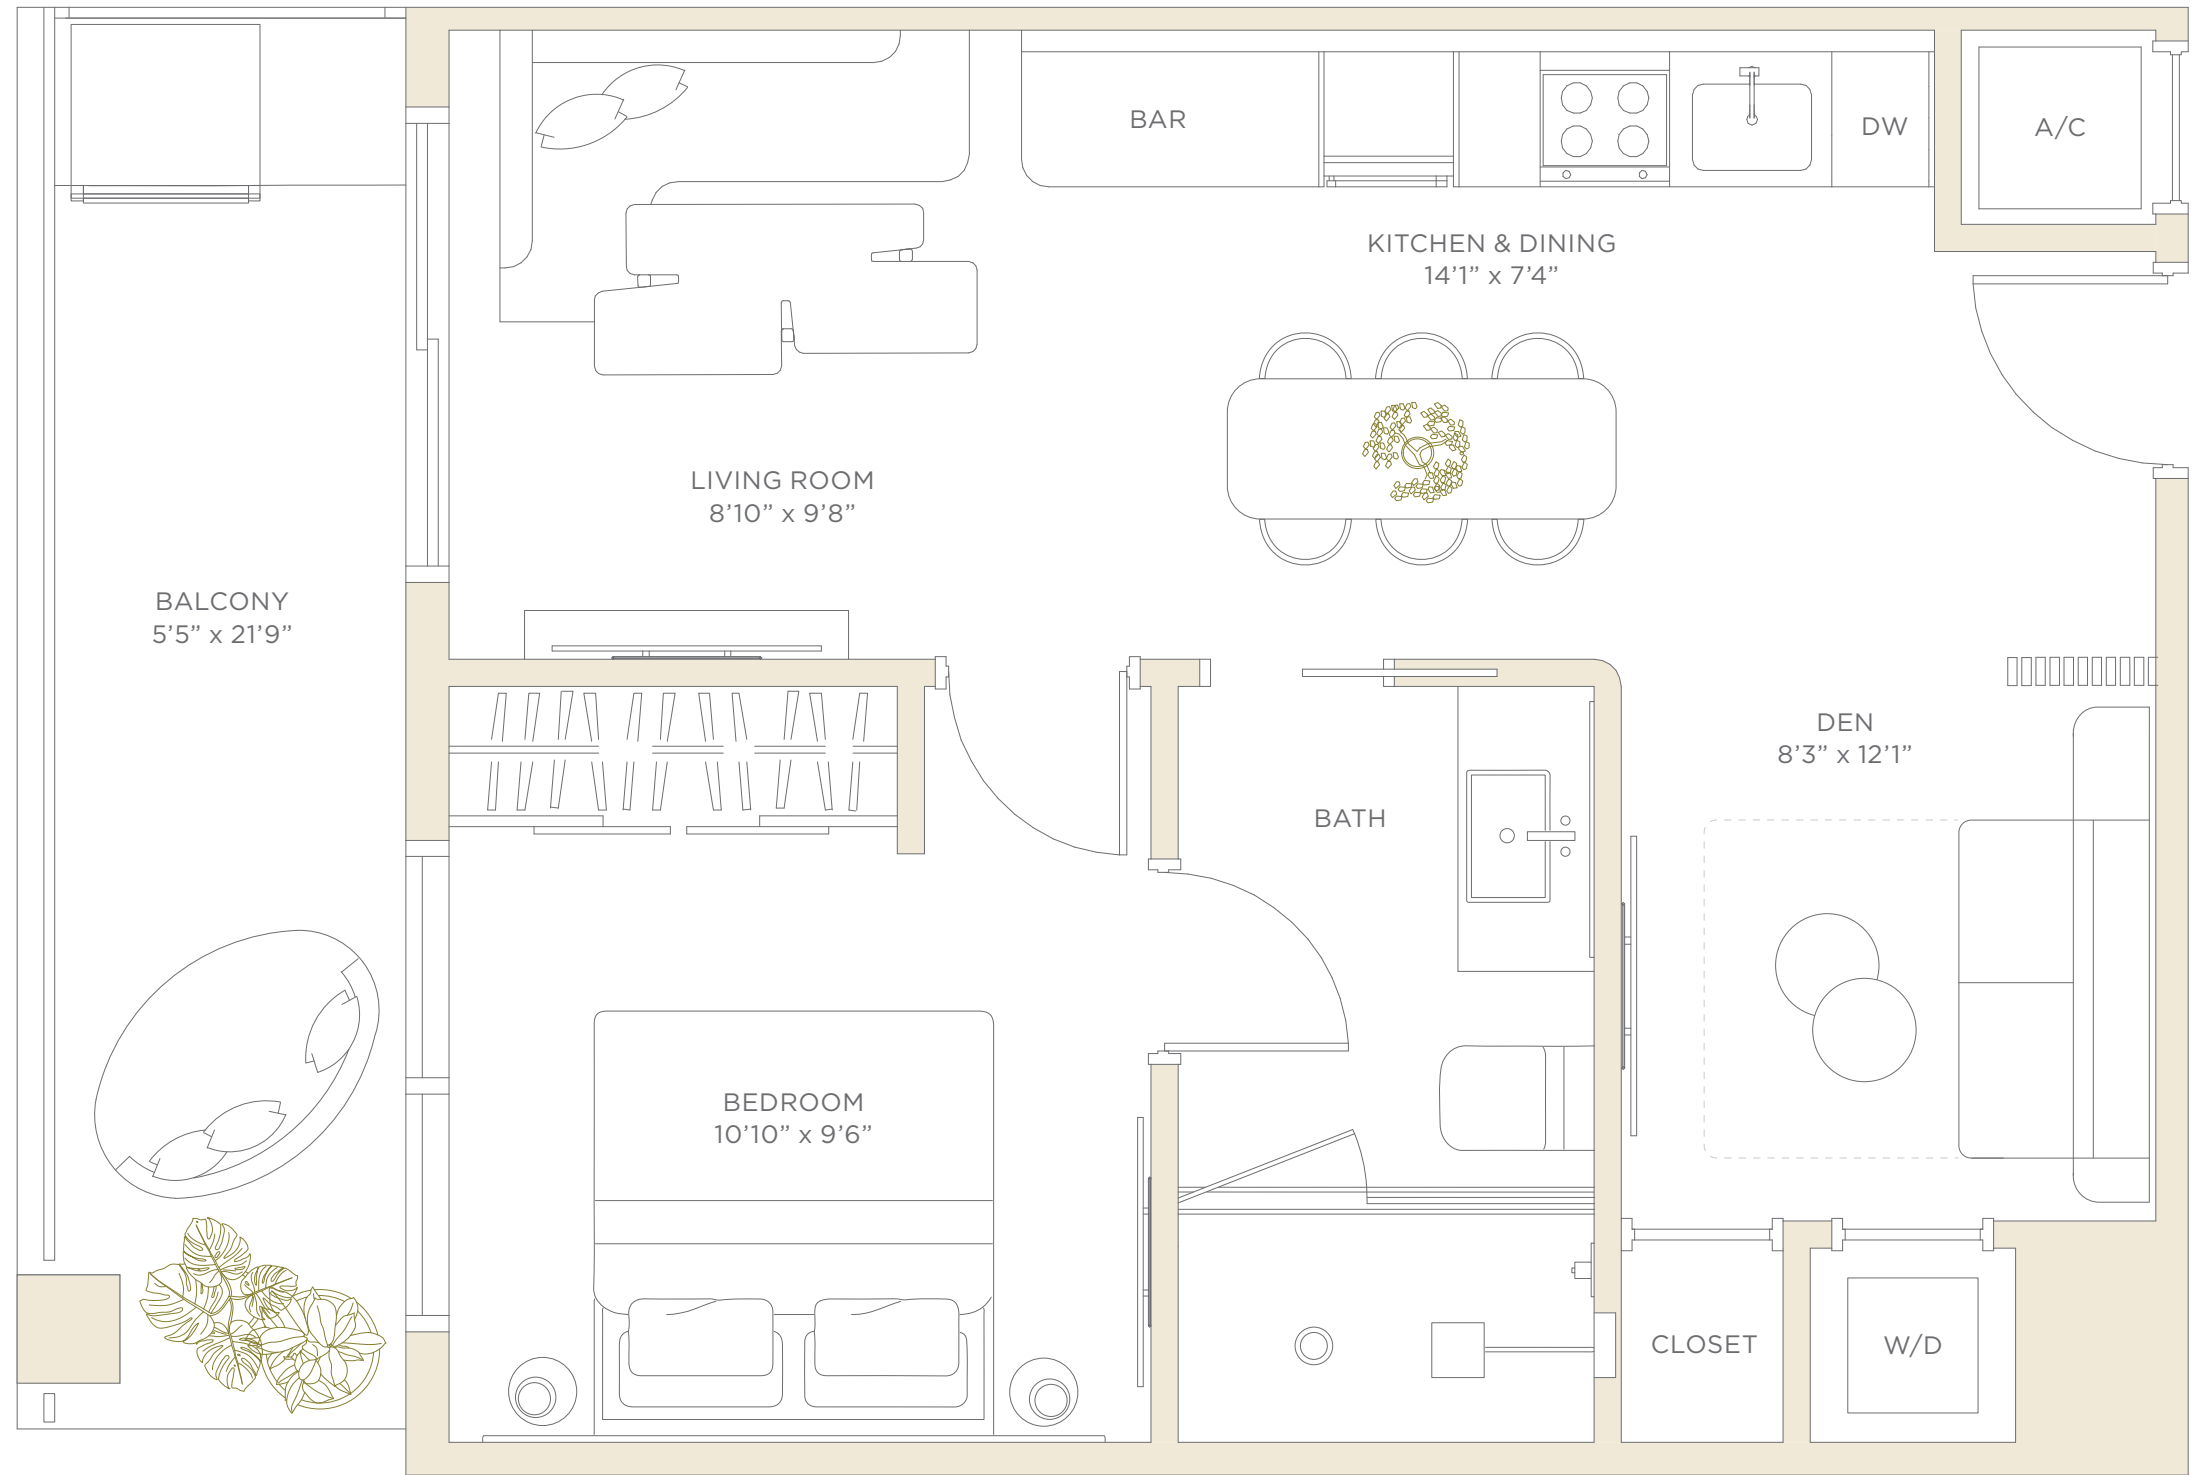 BAR
DW
A/C
KITCHEN & DINING
14’1” x 7’4”
LIVING ROOM
8’10” x 9’8”
BALCONY
5’5” x 21’9”
DEN
8’3” x 12’1”
BATH
BEDROOM
10’10” x 9’6”
CLOSET
W/D